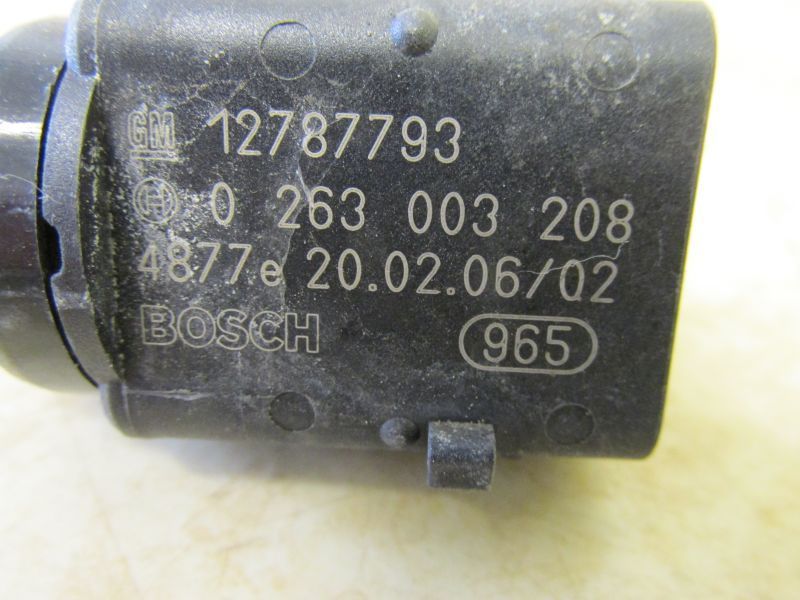 GM 12787793
H 0 263 003 208
4877e 20.02.06/02
BOSCH 965